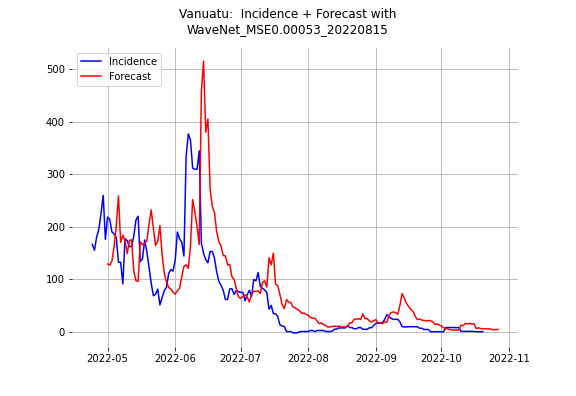 Vanuatu:  Incidence + Forecast with
WaveNet_MSE0.00053_20220815
Incidence
Forecast
500
400
300
200
100
0
2022-05 2022-06 2022-07 2022-08 2022-09 2022-10 2022-11